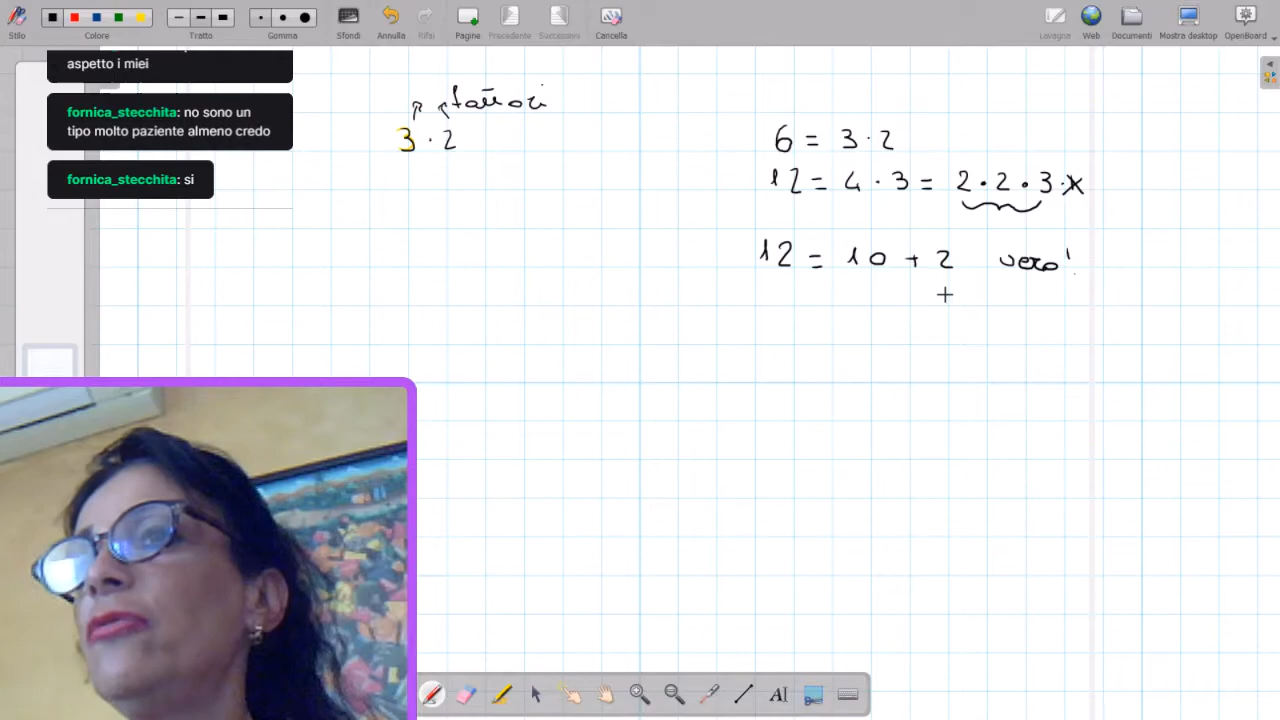 Stilo
Colore
Tratto
Gomma
Sfondi
Annulla
Rifai
Pagine
Precedente
Successivo
Cancella
Lavagna
Web
Documenti
Mostra desktop
OpenBoard
aspetto i miei
fornica_stecchita: no sono un
tipo molto paziente almeno credo
fornica_stecchita: si
fattori
3 · 2
6 = 3 · 2
12 = 4 · 3 = 2 · 2 · 3 ·
12 = 10 + 2 vero!